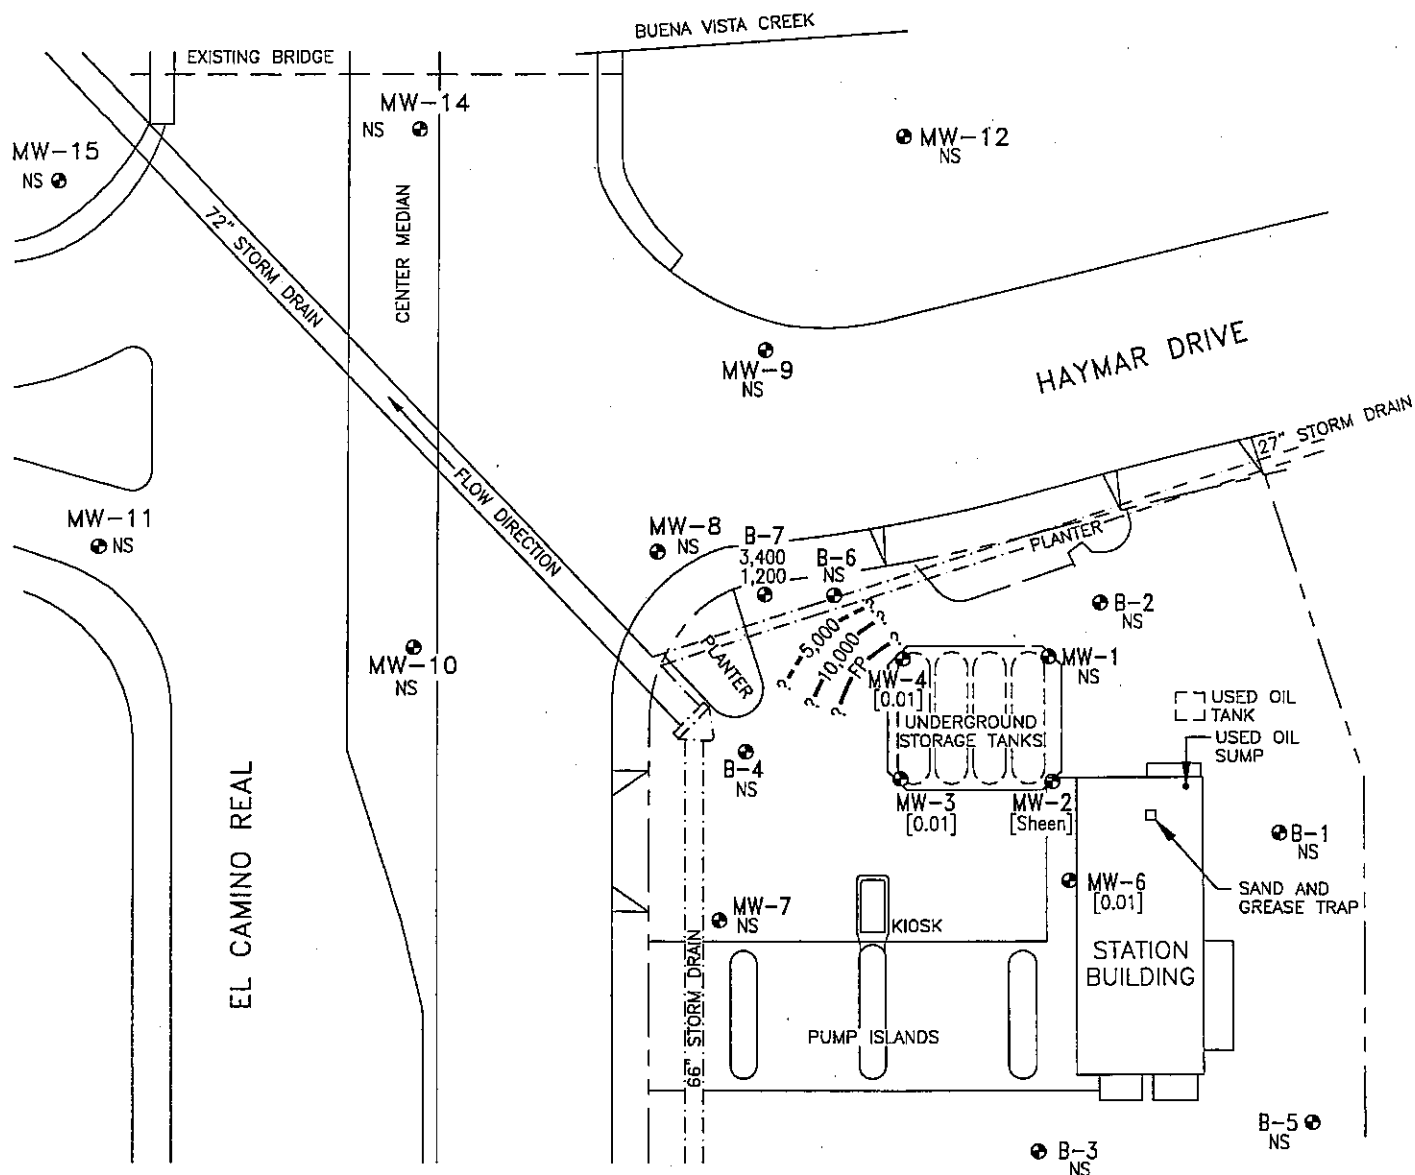 BUENA VISTA CREEK
EXISTING BRIDGE
MW-14
NS
MW-12
NS
MW-15
NS
72" STORM DRAIN
CENTER MEDIAN
MW-9
NS
HAYMAR DRIVE
27" STORM DRAIN
FLOW DIRECTION
MW-11
NS
MW-8
NS
B-7
3,400
1,200
B-6
NS
PLANTER
B-2
NS
MW-10
NS
PLANTER
? 5,000 ?
? 10,000 ?
? FP ?
MW-4
[0.01]
MW-1
NS
UNDERGROUND
STORAGE TANKS
USED OIL
TANK
USED OIL
SUMP
B-4
NS
MW-3
[0.01]
MW-2
[Sheen]
EL CAMINO REAL
B-1
NS
MW-6
[0.01]
SAND AND
GREASE TRAP
MW-7
NS
KIOSK
STATION
BUILDING
66" STORM DRAIN
PUMP ISLANDS
B-5
NS
B-3
NS